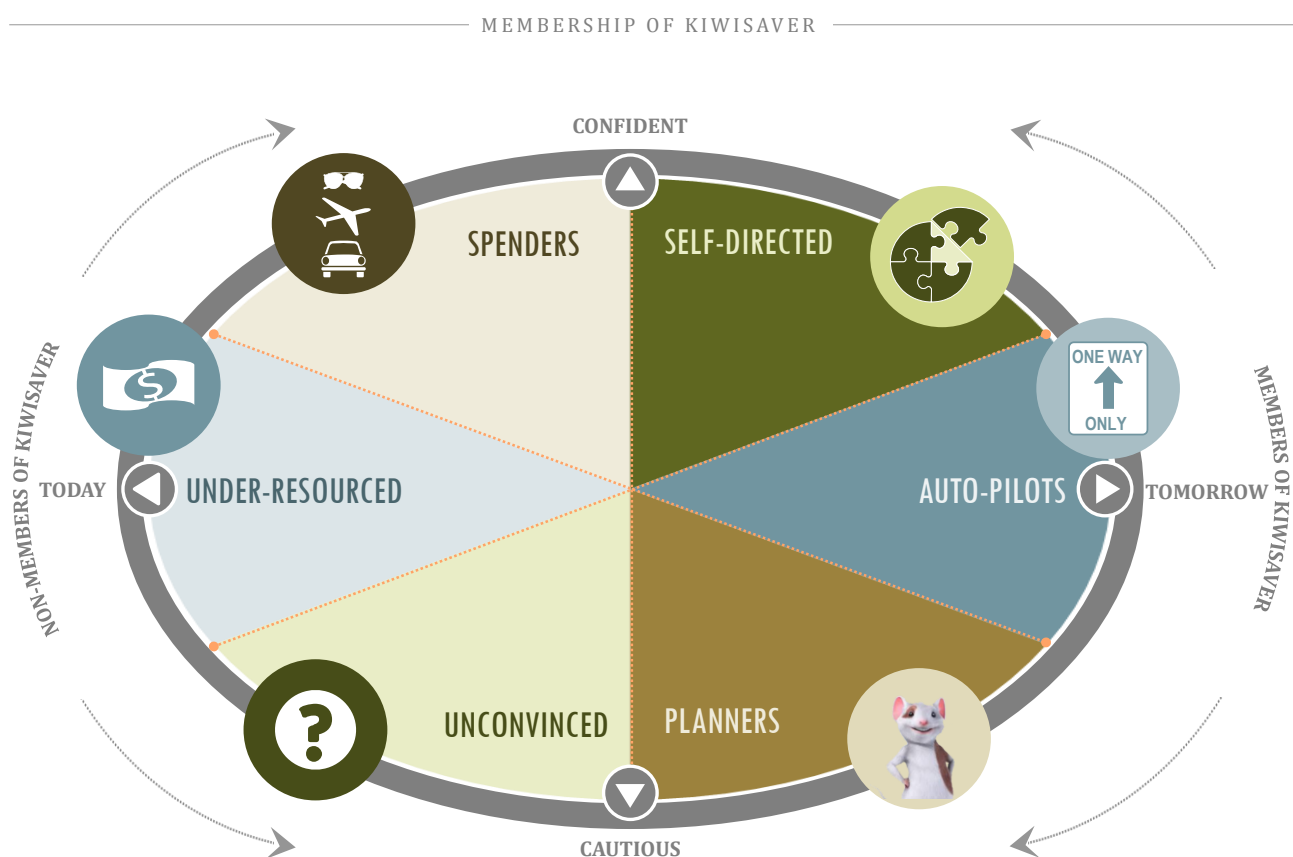 MEMBERSHIP OF KIWISAVER
CONFIDENT
SPENDERS
SELF-DIRECTED
ONE WAY
ONLY
NON-MEMBERS OF KIWISAVER
MEMBERS OF KIWISAVER
$
TODAY
UNDER-RESOURCED
AUTO-PILOTS
TOMORROW
UNCONVINCED
PLANNERS
?
CAUTIOUS